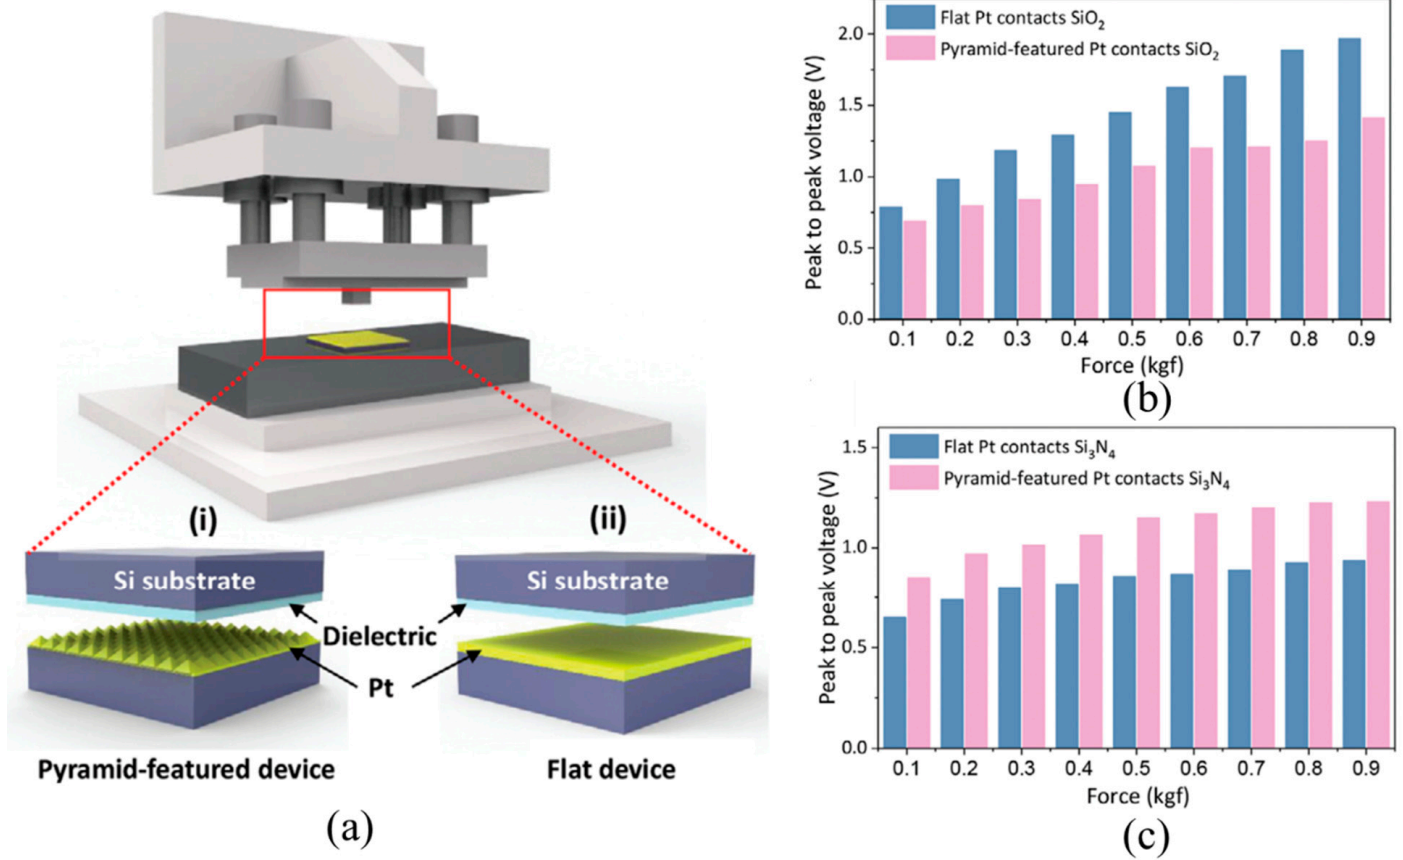 (i)
(ii)
Si substrate
Si substrate
Dielectric
Pt
Pyramid-featured device
Flat device
(a)
Flat Pt contacts SiO₂
Pyramid-featured Pt contacts SiO₂
Peak to peak voltage (V)
2.0
1.5
1.0
0.5
0.0
0.1 0.2 0.3 0.4 0.5 0.6 0.7 0.8 0.9
Force (kgf)
(b)
Flat Pt contacts Si₃N₄
Pyramid-featured Pt contacts Si₃N₄
Peak to peak voltage (V)
1.5
1.0
0.5
0.0
0.1 0.2 0.3 0.4 0.5 0.6 0.7 0.8 0.9
Force (kgf)
(c)